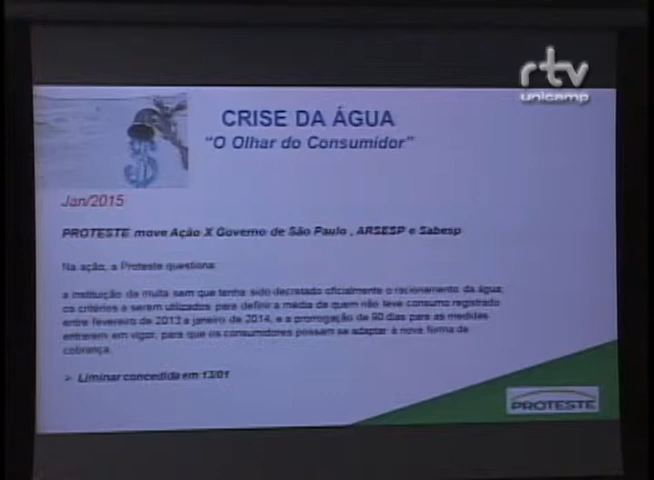 rtv
unicamp
CRISE DA ÁGUA
"O Olhar do Consumidor"
Jan/2015
PROTESTE move Ação X Governo de São Paulo , ARSESP e Sabesp
Na ação, a Proteste questiona:
a instituição da multa sem que tenha sido decretado oficialmente o racionamento da água;
os critérios a serem utilizados para definir a média de quem não teve consumo registrado
entre fevereiro de 2013 a janeiro de 2014, e a prorrogação de 90 dias para as medidas
entrarem em vigor, para que os consumidores possam se adaptar à nova forma de
cobrança.
➢ Liminar concedida em 13/01
PROTESTE